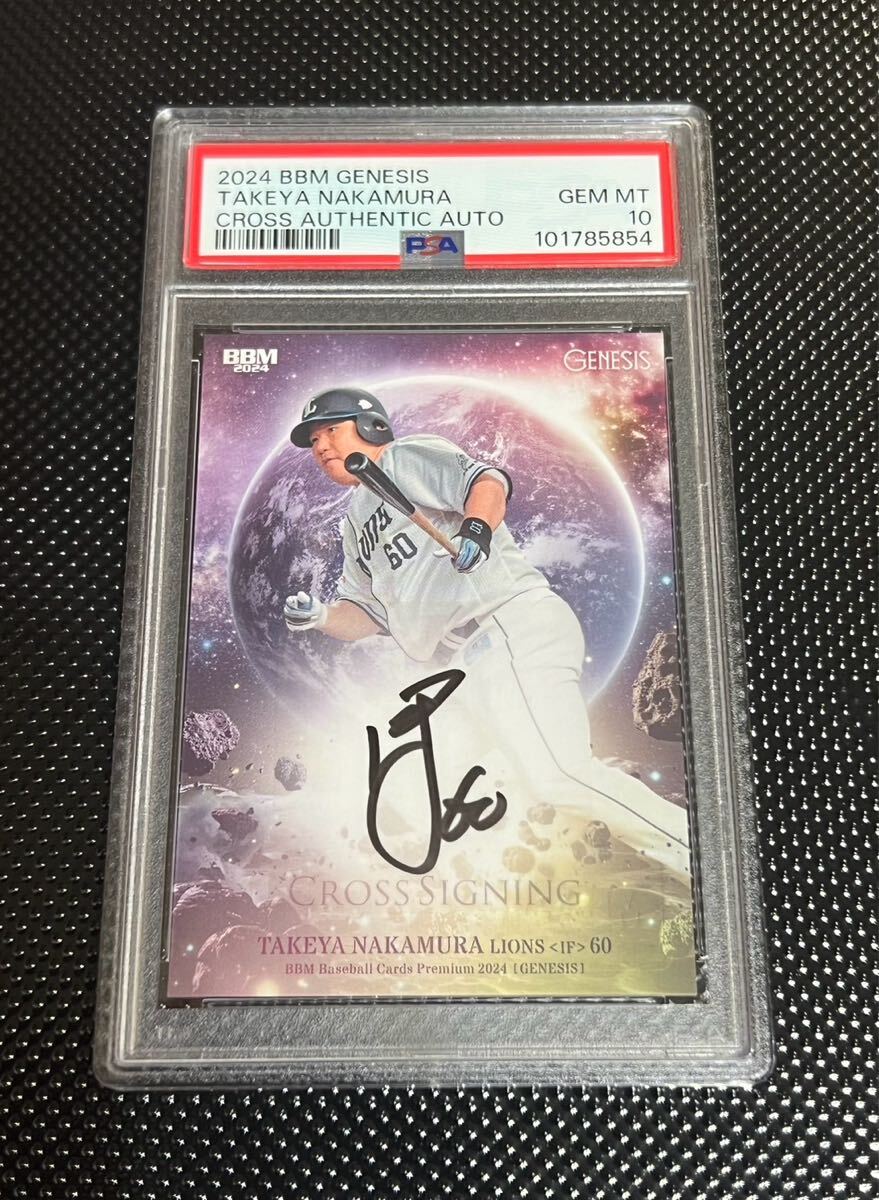 2024 BBM GENESIS
TAKEYA NAKAMURA GEM MT
CROSS AUTHENTIC AUTO 10
PSA 101785854
BBM
2024
GENESIS
60
60
CROSS SIGNING
TAKEYA NAKAMURA LIONS <IF> 60
BBM Baseball Cards Premium 2024 [GENESIS]